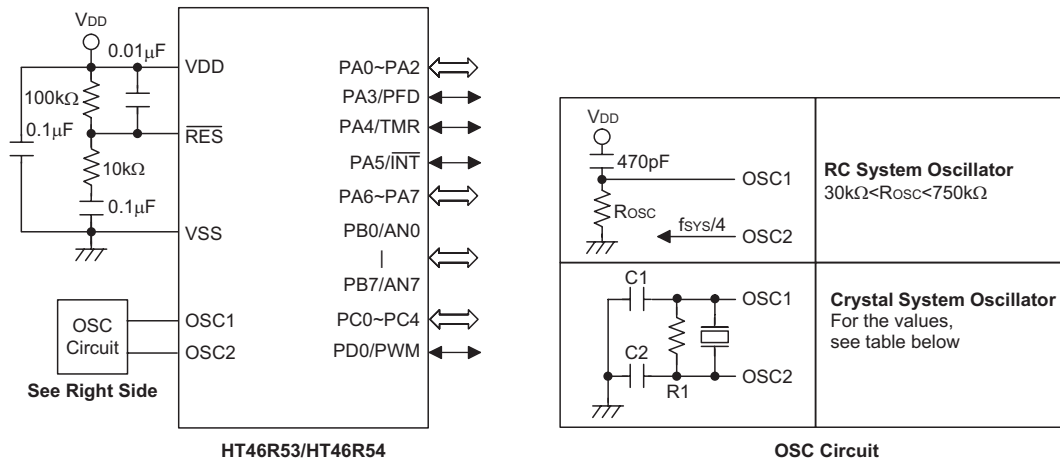 VDD
0.01μF
VDD
100kΩ
0.1μF
RES
10kΩ
0.1μF
VSS
OSC
Circuit
OSC1
OSC2
See Right Side
PA0~PA2
PA3/PFD
PA4/TMR
PA5/INT
PA6~PA7
PB0/AN0
|
PB7/AN7
PC0~PC4
PD0/PWM
HT46R53/HT46R54
VDD
470pF
OSC1
ROSC
fSYS/4
OSC2
RC System Oscillator
30kΩ<ROSC<750kΩ
C1
OSC1
C2
R1
OSC2
Crystal System Oscillator
For the values,
see table below
OSC Circuit